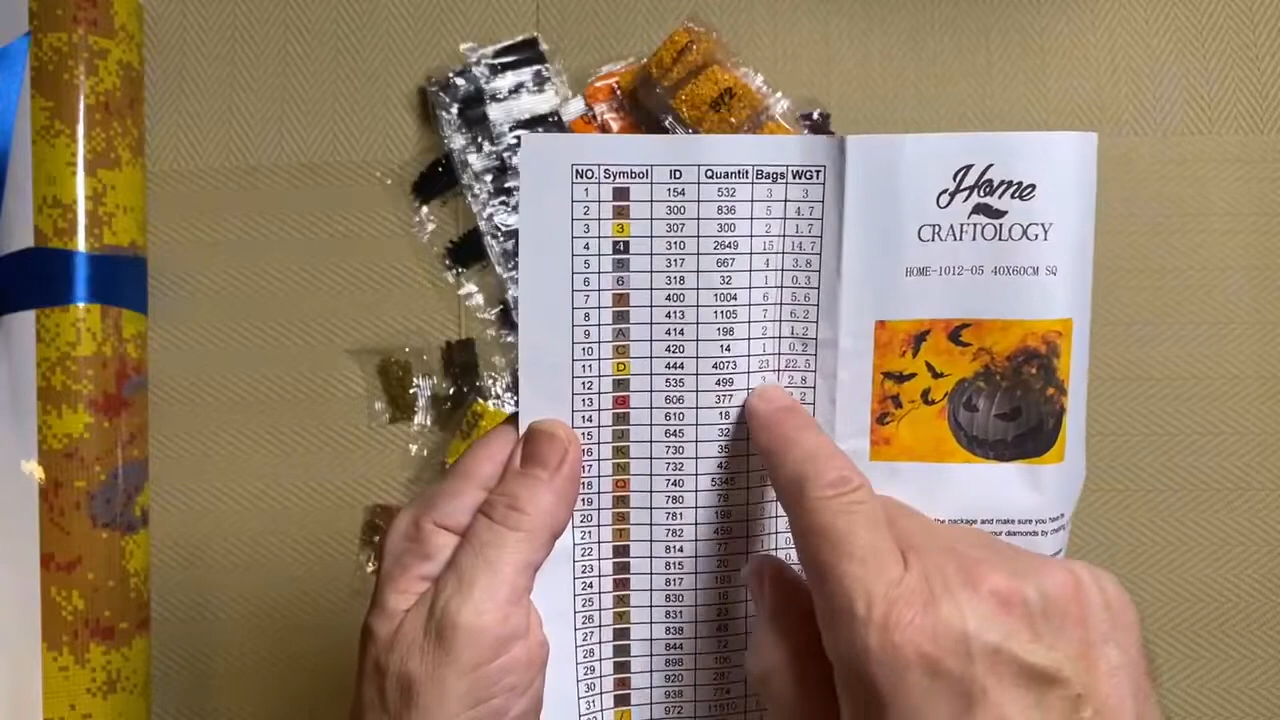 972
NO. Symbol ID Quantit Bags WGT
1 154 532 3 3
2 2 300 836 5 4.7
3 3 307 300 2 1.7
4 4 310 2649 15 14.7
5 5 317 667 4 3.8
6 6 318 32 1 0.3
7 7 400 1004 6 5.6
8 8 413 1105 7 6.2
9 A 414 198 2 1.2
10 C 420 14 1 0.2
11 D 444 4073 23 22.5
12 F 535 499 3 2.8
13 G 606 377
14 H 610 18
15 J 645 32
16 K 730 35
17 N 732 42
18 Q 740 5345
19 R 780 79 1
20 S 781 198 2
21 T 782 459 3
22 U 814 77 1
23 815 20
24 W 817 193
25 X 830 16
26 Y 831 23
27 838 48
28 844 72
29 898 106
30 920 287
31 938 774
972 11910
Home
CRAFTOLOGY
HOME-1012-05 40X60CM SQ
the package and make sure you have
your diamonds by